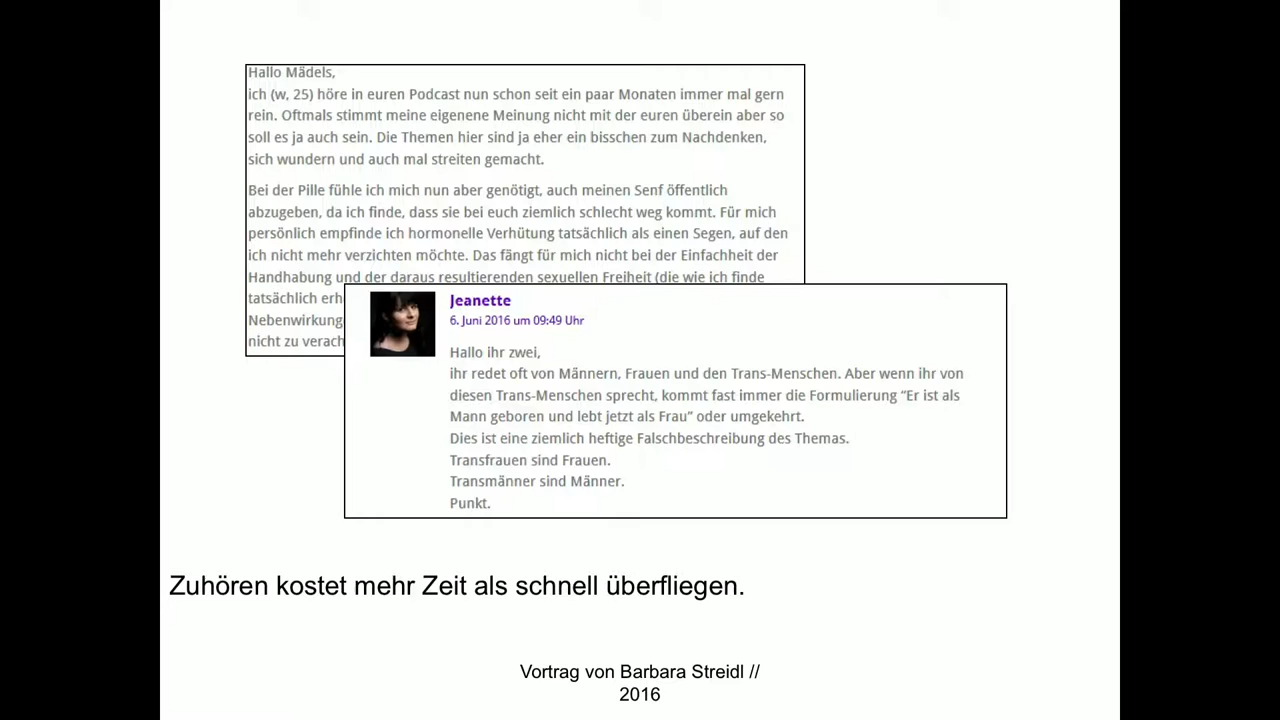 Hallo Mädels,
ich (w, 25) höre in euren Podcast nun schon seit ein paar Monaten immer mal gern
rein. Oftmals stimmt meine eigenene Meinung nicht mit der euren überein aber so
soll es ja auch sein. Die Themen hier sind ja eher ein bisschen zum Nachdenken,
sich wundern und auch mal streiten gemacht.
Bei der Pille fühle ich mich nun aber genötigt, auch meinen Senf öffentlich
abzugeben, da ich finde, dass sie bei euch ziemlich schlecht weg kommt. Für mich
persönlich empfinde ich hormonelle Verhütung tatsächlich als einen Segen, auf den
ich nicht mehr verzichten möchte. Das fängt für mich nicht bei der Einfachheit der
Handhabung und der daraus resultierenden sexuellen Freiheit (die wie ich finde
tatsächlich erh
Nebenwirkung
nicht zu verach
Jeanette
6. Juni 2016 um 09:49 Uhr
Hallo ihr zwei,
ihr redet oft von Männern, Frauen und den Trans-Menschen. Aber wenn ihr von
diesen Trans-Menschen sprecht, kommt fast immer die Formulierung “Er ist als
Mann geboren und lebt jetzt als Frau” oder umgekehrt.
Dies ist eine ziemlich heftige Falschbeschreibung des Themas.
Transfrauen sind Frauen.
Transmänner sind Männer.
Punkt.
Zuhören kostet mehr Zeit als schnell überfliegen.
Vortrag von Barbara Streidl //
2016